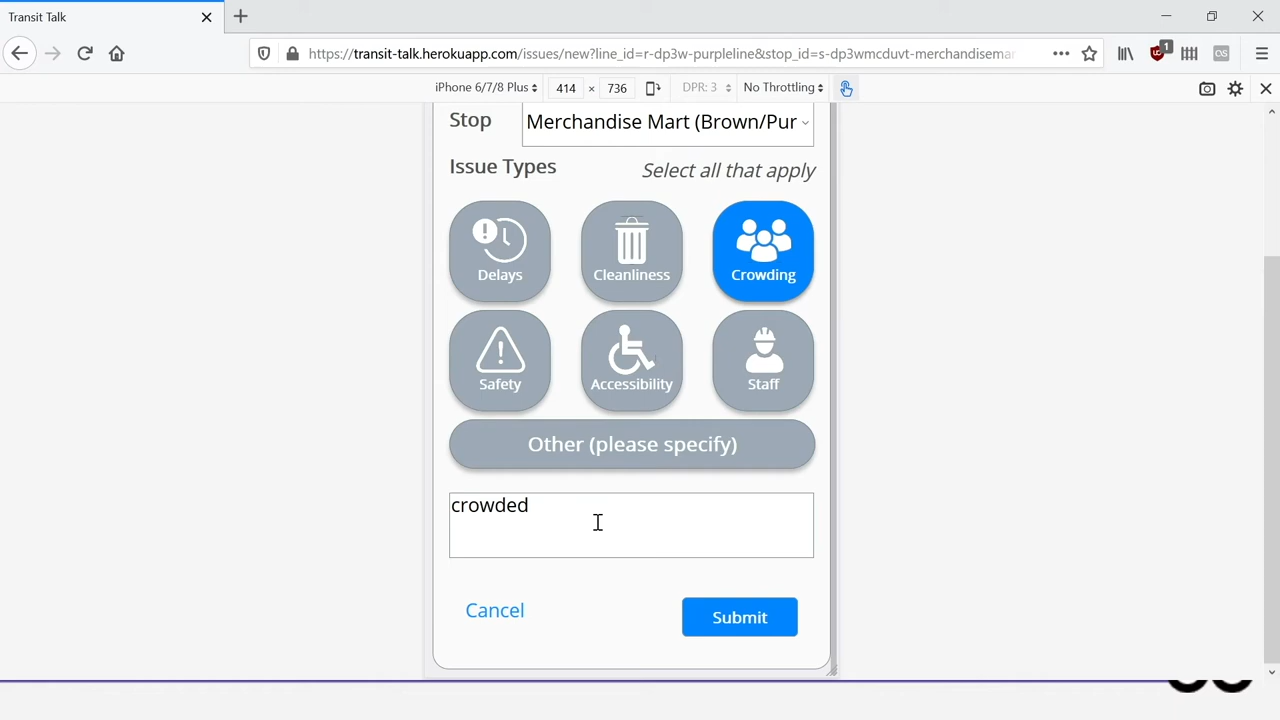 Transit Talk
https://transit-talk.herokuapp.com/issues/new?line_id=r-dp3w-purpleline&stop_id=s-dp3wmcduvt-merchandisemar
1
iPhone 6/7/8 Plus 414 × 736 DPR: 3 No Throttling
Stop Merchandise Mart (Brown/Pur
Issue Types Select all that apply
Delays Cleanliness Crowding
Safety Accessibility Staff
Other (please specify)
crowded
Cancel Submit